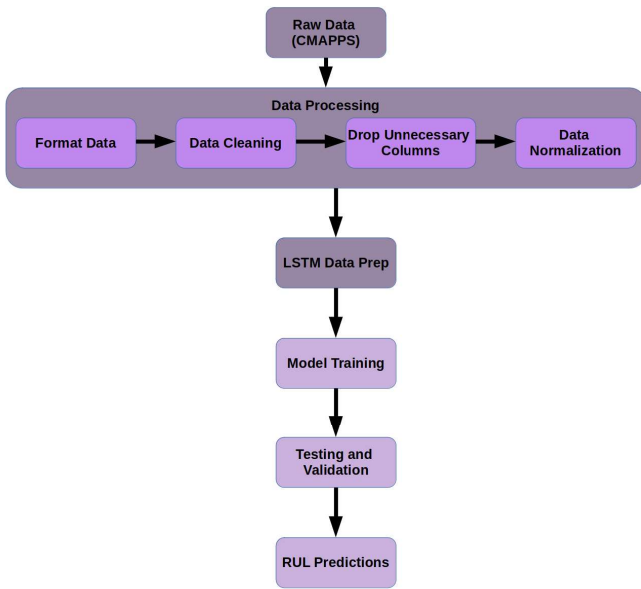 Raw Data
(CMAPPS)
Data Processing
Format Data
Data Cleaning
Drop Unnecessary
Columns
Data
Normalization
LSTM Data Prep
Model Training
Testing and
Validation
RUL Predictions